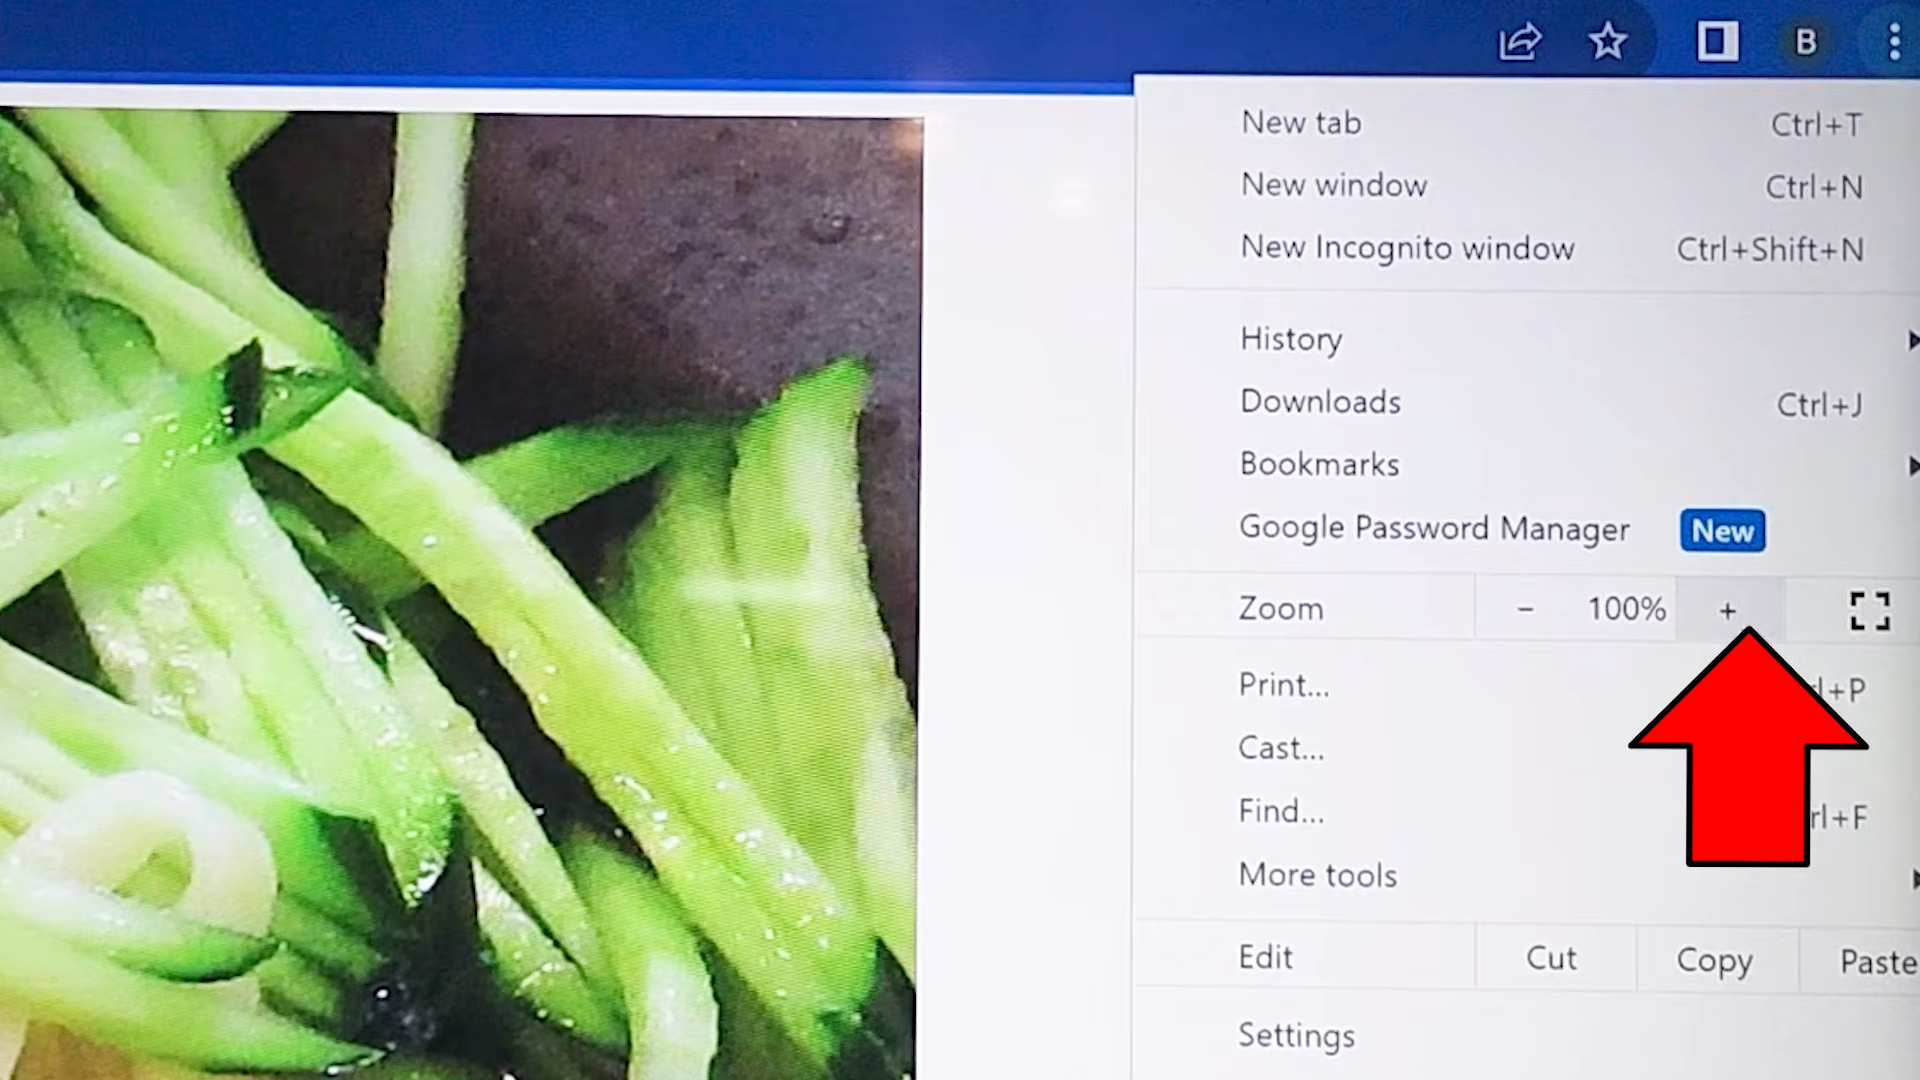 B
New tab Ctrl+T
New window Ctrl+N
New Incognito window Ctrl+Shift+N
History
Downloads Ctrl+J
Bookmarks
Google Password Manager New
Zoom − 100% +
Print...
Cast...
Find...
More tools
Edit Cut Copy Paste
Settings